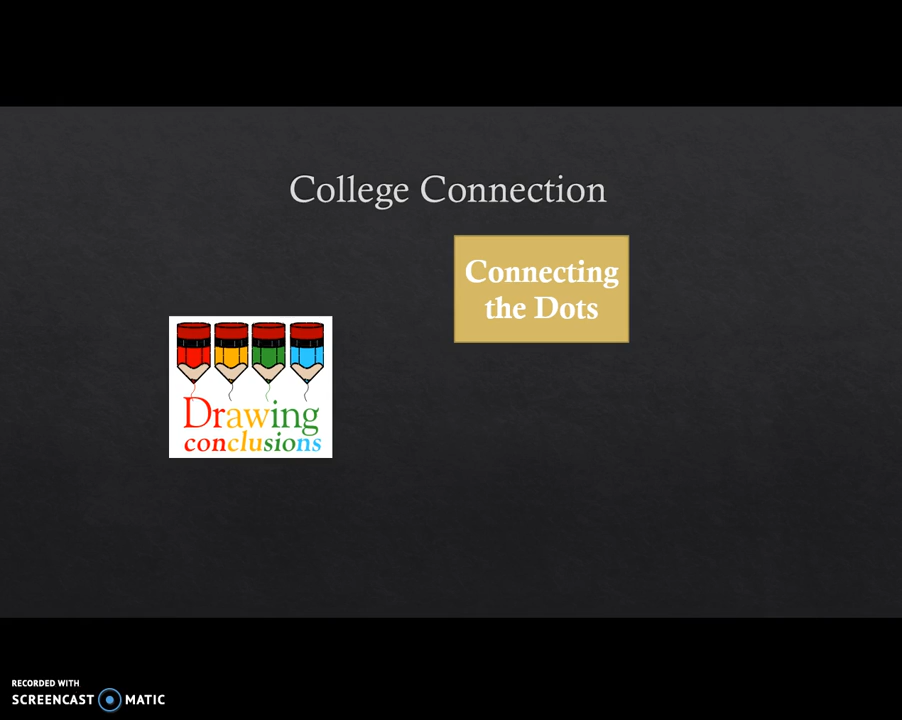 College Connection
Connecting
the Dots
Drawing
conclusions
RECORDED WITH
SCREENCAST MATIC